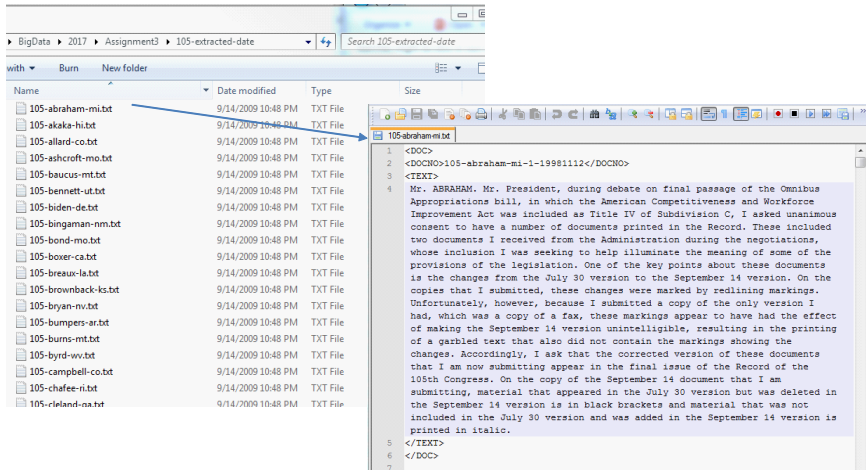 BigData 2017 Assignment3 105-extracted-date Search 105-extracted-date
with Burn New folder
Name Date modified Type Size
105-abraham-mi.txt 9/14/2009 10:48 PM TXT File
105-akaka-hi.txt 9/14/2009 10:48 PM TXT File
105-allard-co.txt 9/14/2009 10:48 PM TXT File
105-ashcroft-mo.txt 9/14/2009 10:48 PM TXT File
105-baucus-mt.txt 9/14/2009 10:48 PM TXT File
105-bennett-ut.txt 9/14/2009 10:48 PM TXT File
105-biden-de.txt 9/14/2009 10:48 PM TXT File
105-bingaman-nm.txt 9/14/2009 10:48 PM TXT File
105-bond-mo.txt 9/14/2009 10:48 PM TXT File
105-boxer-ca.txt 9/14/2009 10:48 PM TXT File
105-breaux-la.txt 9/14/2009 10:48 PM TXT File
105-brownback-ks.txt 9/14/2009 10:48 PM TXT File
105-bryan-nv.txt 9/14/2009 10:48 PM TXT File
105-bumpers-ar.txt 9/14/2009 10:48 PM TXT File
105-burns-mt.txt 9/14/2009 10:48 PM TXT File
105-byrd-wv.txt 9/14/2009 10:48 PM TXT File
105-campbell-co.txt 9/14/2009 10:48 PM TXT File
105-chafee-ri.txt 9/14/2009 10:48 PM TXT File
105-cleland-ga.txt 9/14/2009 10:48 PM TXT File
105-abraham-mi.txt
1 <DOC>
2 <DOCNO>105-abraham-mi-1-19981112</DOCNO>
3 <TEXT>
4 Mr. ABRAHAM. Mr. President, during debate on final passage of the Omnibus
Appropriations bill, in which the American Competitiveness and Workforce
Improvement Act was included as Title IV of Subdivision C, I asked unanimous
consent to have a number of documents printed in the Record. These included
two documents I received from the Administration during the negotiations,
whose inclusion I was seeking to help illuminate the meaning of some of the
provisions of the legislation. One of the key points about these documents
is the changes from the July 30 version to the September 14 version. On the
copies that I submitted, these changes were marked by redlining markings.
Unfortunately, however, because I submitted a copy of the only version I
had, which was a copy of a fax, these markings appear to have had the effect
of making the September 14 version unintelligible, resulting in the printing
of a garbled text that also did not contain the markings showing the
changes. Accordingly, I ask that the corrected version of these documents
that I am now submitting appear in the final issue of the Record of the
105th Congress. On the copy of the September 14 document that I am
submitting, material that appeared in the July 30 version but was deleted in
the September 14 version is in black brackets and material that was not
included in the July 30 version and was added in the September 14 version is
printed in italic.
5 </TEXT>
6 </DOC>
7